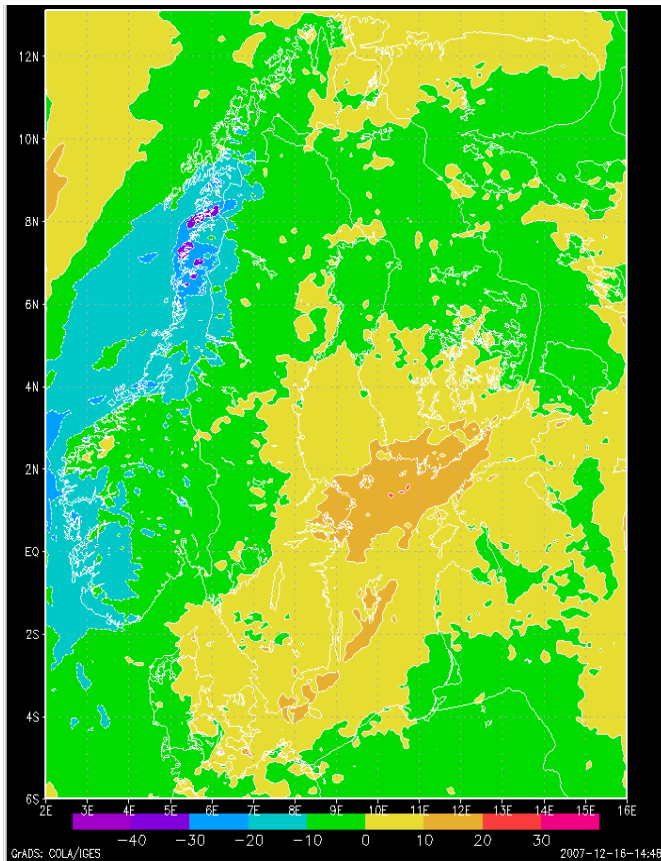 12N
10N
8N
6N
4N
2N
EQ
2S
4S
6S
2E 3E 4E 5E 6E 7E 8E 9E 10E 11E 12E 13E 14E 15E 16E
-40 -30 -20 -10 0 10 20 30
GrADS: COLA/IGES 2007-12-16-14:45